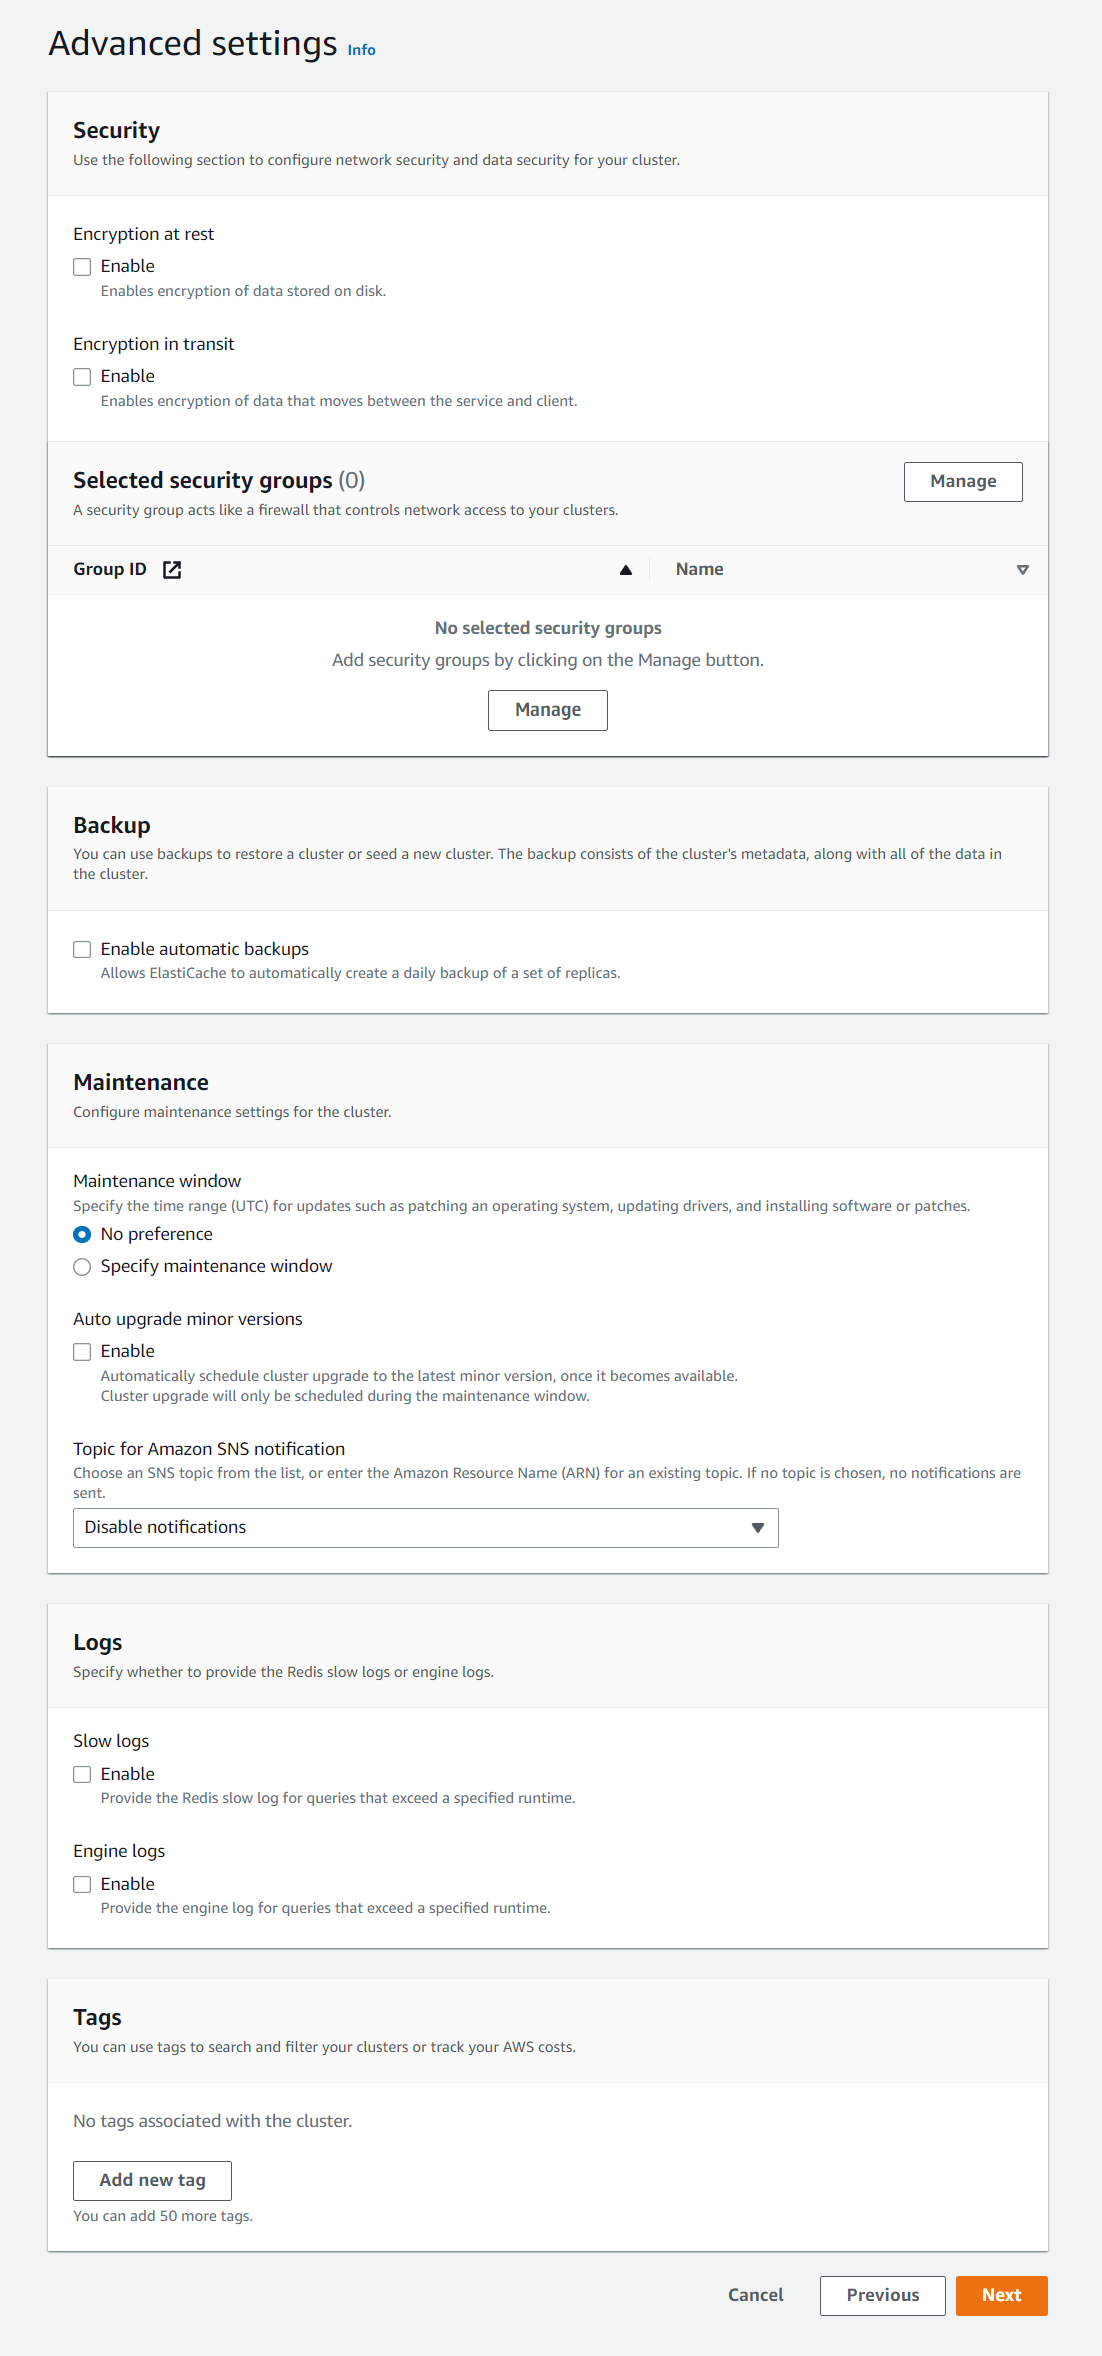 Advanced settings Info
Security
Use the following section to configure network security and data security for your cluster.
Encryption at rest
Enable
Enables encryption of data stored on disk.
Encryption in transit
Enable
Enables encryption of data that moves between the service and client.
Selected security groups (0)
Manage
A security group acts like a firewall that controls network access to your clusters.
Group ID
Name
No selected security groups
Add security groups by clicking on the Manage button.
Manage
Backup
You can use backups to restore a cluster or seed a new cluster. The backup consists of the cluster's metadata, along with all of the data in
the cluster.
Enable automatic backups
Allows ElastiCache to automatically create a daily backup of a set of replicas.
Maintenance
Configure maintenance settings for the cluster.
Maintenance window
Specify the time range (UTC) for updates such as patching an operating system, updating drivers, and installing software or patches.
No preference
Specify maintenance window
Auto upgrade minor versions
Enable
Automatically schedule cluster upgrade to the latest minor version, once it becomes available.
Cluster upgrade will only be scheduled during the maintenance window.
Topic for Amazon SNS notification
Choose an SNS topic from the list, or enter the Amazon Resource Name (ARN) for an existing topic. If no topic is chosen, no notifications are
sent.
Disable notifications
Logs
Specify whether to provide the Redis slow logs or engine logs.
Slow logs
Enable
Provide the Redis slow log for queries that exceed a specified runtime.
Engine logs
Enable
Provide the engine log for queries that exceed a specified runtime.
Tags
You can use tags to search and filter your clusters or track your AWS costs.
No tags associated with the cluster.
Add new tag
You can add 50 more tags.
Cancel
Previous
Next